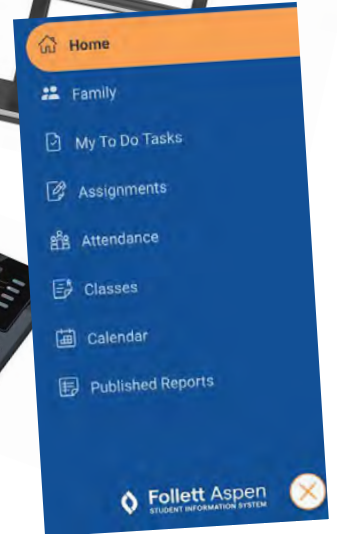 Home
Family
My To Do Tasks
Assignments
Attendance
Classes
Calendar
Published Reports
Follett Aspen
STUDENT INFORMATION SYSTEM